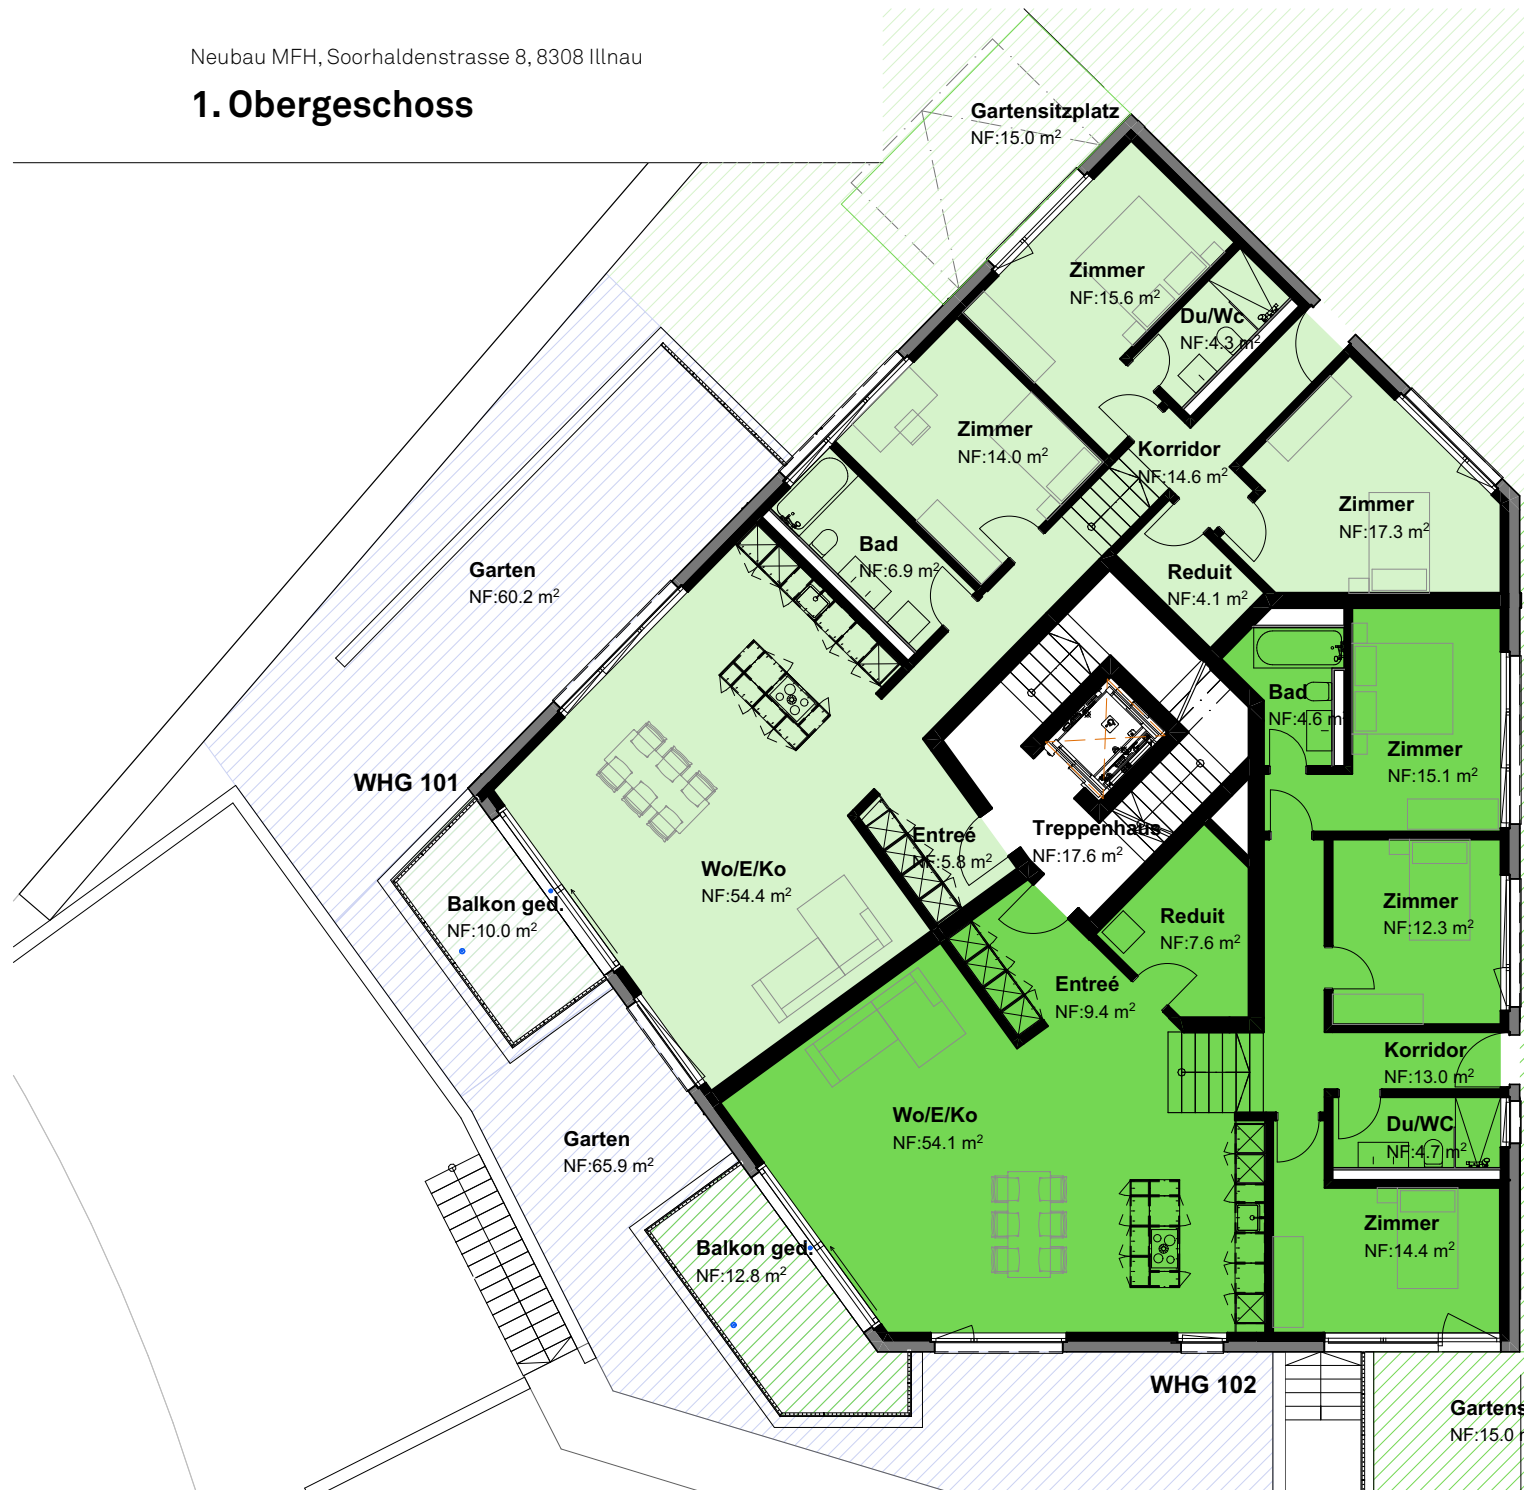 Neubau MFH, Soorhaldenstrasse 8, 8308 Illnau
1. Obergeschoss
Gartensitzplatz
NF:15.0 m²
Zimmer
NF:15.6 m²
Du/Wc
NF:4.3 m²
Zimmer
NF:14.0 m²
Korridor
NF:14.6 m²
Zimmer
NF:17.3 m²
Bad
NF:6.9 m²
Reduit
NF:4.1 m²
Garten
NF:60.2 m²
Bad
NF:4.6 m
Zimmer
NF:15.1 m²
WHG 101
Entreé
NF:5.8 m²
Treppenhaus
NF:17.6 m²
Wo/E/Ko
NF:54.4 m²
Balkon ged.
NF:10.0 m²
Zimmer
NF:12.3 m²
Reduit
NF:7.6 m²
Entreé
NF:9.4 m²
Korridor
NF:13.0 m²
Wo/E/Ko
NF:54.1 m²
Du/WC
NF:4.7 m²
Garten
NF:65.9 m²
Zimmer
NF:14.4 m²
Balkon ged.
NF:12.8 m²
WHG 102
Gartens
NF:15.0